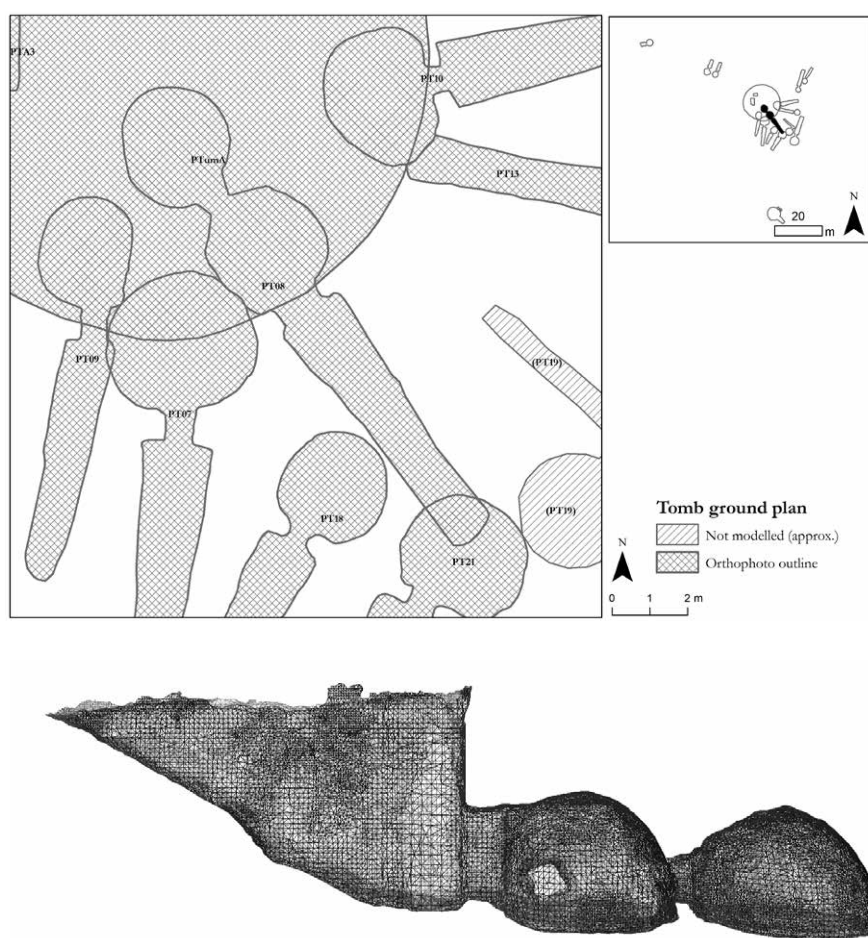 PTA3
PT10
PTumA
PT13
PT08
PT09
(PT19)
PT07
(PT19)
PT18
PT21
N
20
m
Tomb ground plan
Not modelled (approx.)
Orthophoto outline
N
0 1 2 m